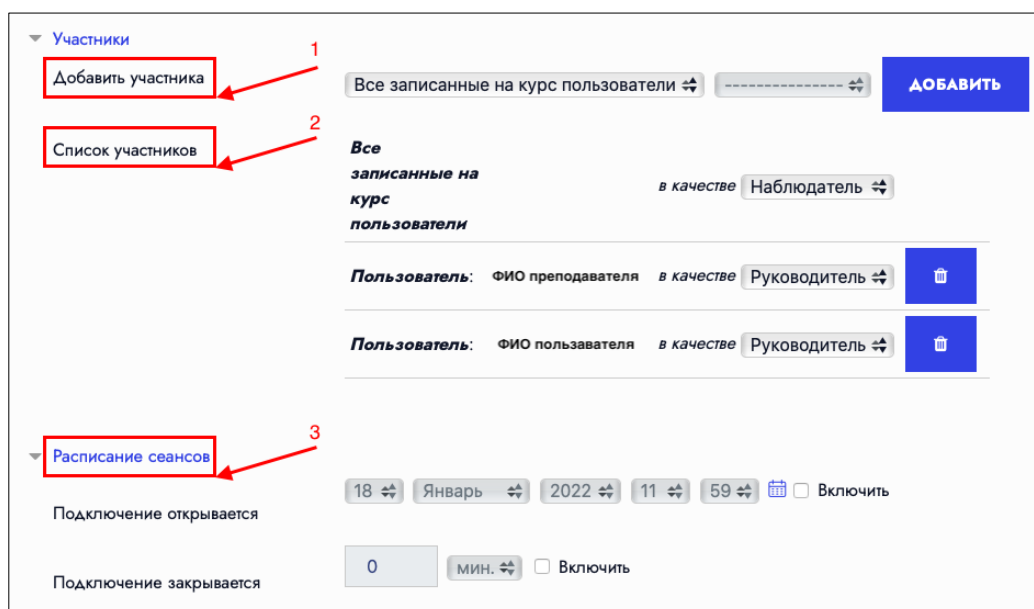 Участники
1
Добавить участника
Все записанные на курс пользователи
---------------
ДОБАВИТЬ
2
Список участников
Все
записанные на
курс
пользователи
в качестве Наблюдатель
Пользователь: ФИО преподавателя в качестве Руководитель
Пользователь: ФИО пользавателя в качестве Руководитель
3
Расписание сеансов
18 Январь 2022 11 59 Включить
Подключение открывается
0 мин. Включить
Подключение закрывается